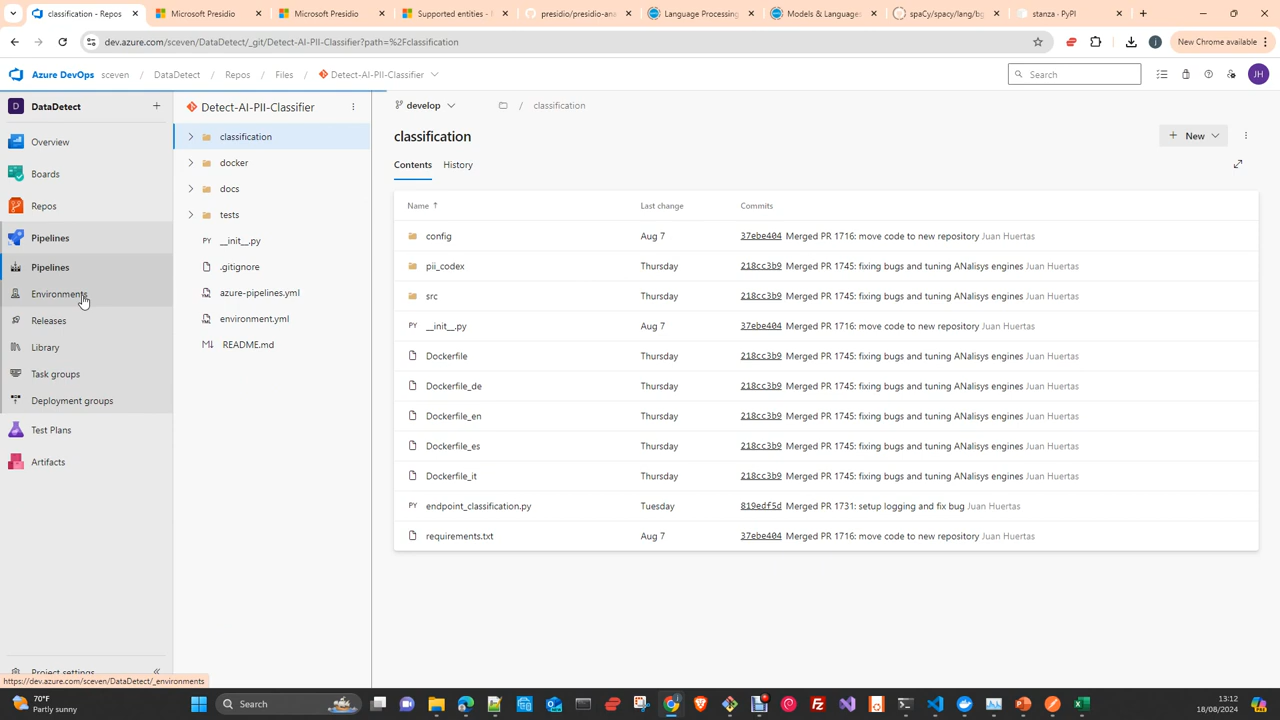 classification - Repos
Microsoft Presidio
Microsoft Presidio
Supported entities -
presidio/presidio-ana
Language Processing
Models & Languages
spaCy/spacy/lang/bg
stanza · PyPI
dev.azure.com/sceven/DataDetect/_git/Detect-AI-PII-Classifier?path=%2Fclassification
New Chrome available
Azure DevOps sceven / DataDetect / Repos / Files / Detect-AI-PII-Classifier
Search
JH
D DataDetect
Overview
Boards
Repos
Pipelines
Pipelines
Environments
Releases
Library
Task groups
Deployment groups
Test Plans
Artifacts
Project settings
https://dev.azure.com/sceven/DataDetect/_environments
Detect-AI-PII-Classifier
classification
docker
docs
tests
PY __init__.py
.gitignore
azure-pipelines.yml
environment.yml
M↓ README.md
develop / classification
classification
New
Contents History
Name ↑ Last change Commits
config Aug 7 37ebe404 Merged PR 1716: move code to new repository Juan Huertas
pii_codex Thursday 218cc3b9 Merged PR 1745: fixing bugs and tuning ANalisys engines Juan Huertas
src Thursday 218cc3b9 Merged PR 1745: fixing bugs and tuning ANalisys engines Juan Huertas
PY __init__.py Aug 7 37ebe404 Merged PR 1716: move code to new repository Juan Huertas
Dockerfile Thursday 218cc3b9 Merged PR 1745: fixing bugs and tuning ANalisys engines Juan Huertas
Dockerfile_de Thursday 218cc3b9 Merged PR 1745: fixing bugs and tuning ANalisys engines Juan Huertas
Dockerfile_en Thursday 218cc3b9 Merged PR 1745: fixing bugs and tuning ANalisys engines Juan Huertas
Dockerfile_es Thursday 218cc3b9 Merged PR 1745: fixing bugs and tuning ANalisys engines Juan Huertas
Dockerfile_it Thursday 218cc3b9 Merged PR 1745: fixing bugs and tuning ANalisys engines Juan Huertas
PY endpoint_classification.py Tuesday 819edf5d Merged PR 1731: setup logging and fix bug Juan Huertas
requirements.txt Aug 7 37ebe404 Merged PR 1716: move code to new repository Juan Huertas
70°F
Partly sunny
Search
13:12
18/08/2024